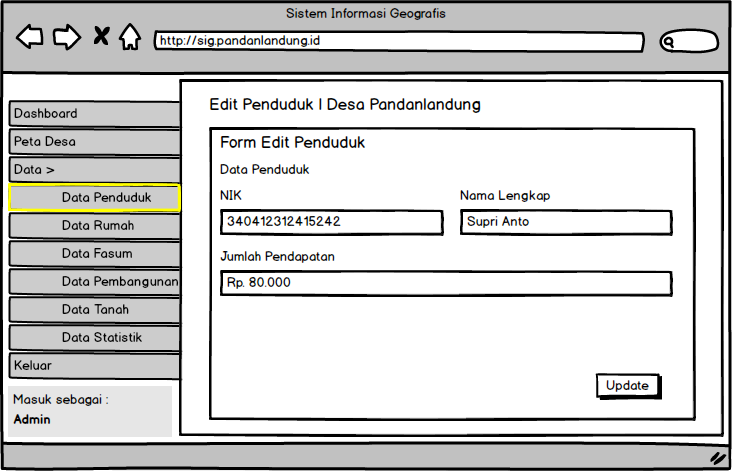 Sistem Informasi Geografis
http://sig.pandanlandung.id
Dashboard
Peta Desa
Data >
Data Penduduk
Data Rumah
Data Fasum
Data Pembangunan
Data Tanah
Data Statistik
Keluar
Masuk sebagai :
Admin
Edit Penduduk | Desa Pandanlandung
Form Edit Penduduk
Data Penduduk
NIK
Nama Lengkap
340412312415242
Supri Anto
Jumlah Pendapatan
Rp. 80.000
Update